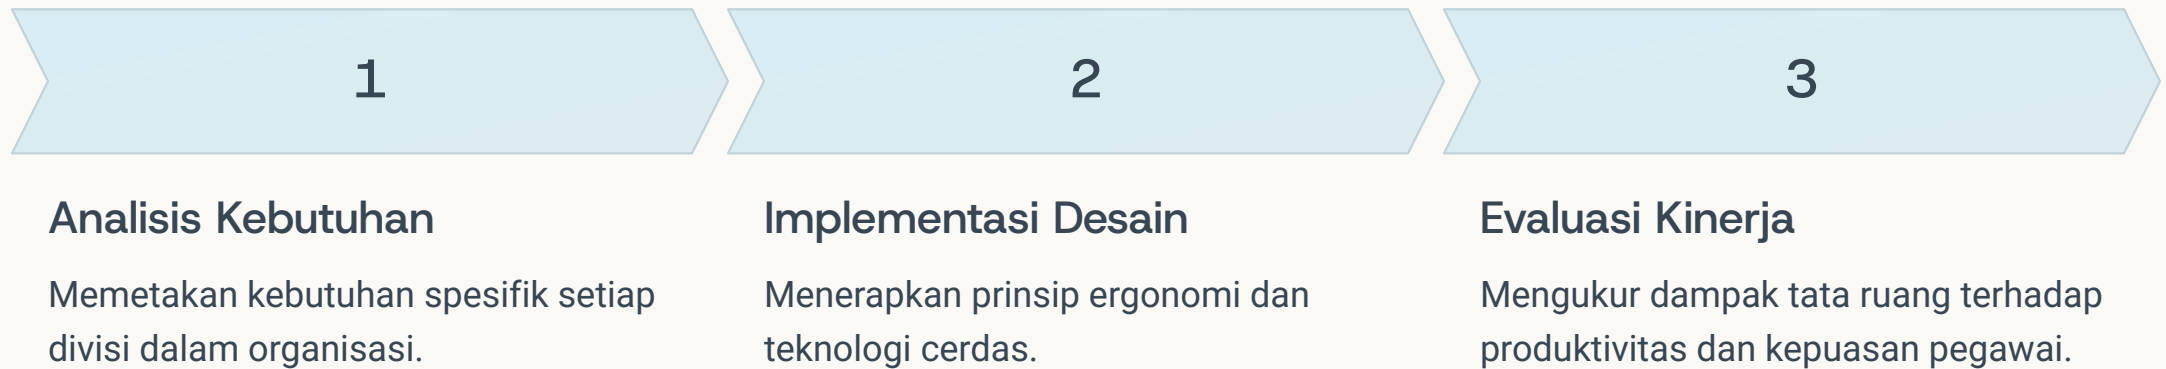 1
Analisis Kebutuhan
Memetakan kebutuhan spesifik setiap
divisi dalam organisasi.
2
Implementasi Desain
Menerapkan prinsip ergonomi dan
teknologi cerdas.
3
Evaluasi Kinerja
Mengukur dampak tata ruang terhadap
produktivitas dan kepuasan pegawai.